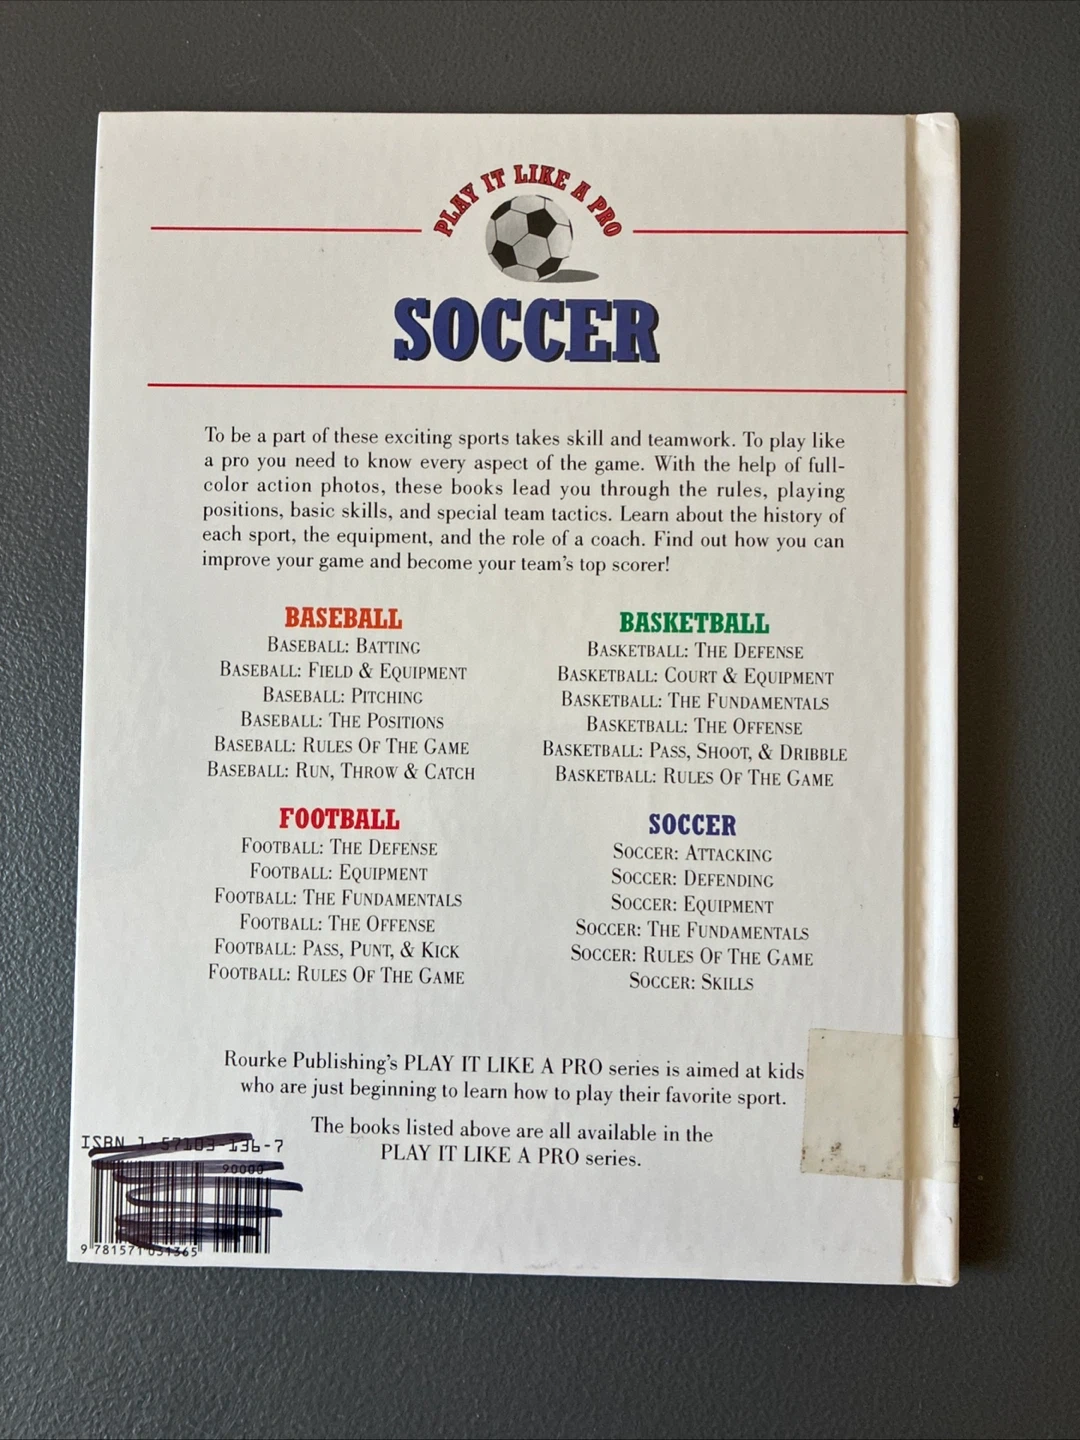 PLAY IT LIKE A PRO
SOCCER
To be a part of these exciting sports takes skill and teamwork. To play like
a pro you need to know every aspect of the game. With the help of full-
color action photos, these books lead you through the rules, playing
positions, basic skills, and special team tactics. Learn about the history of
each sport, the equipment, and the role of a coach. Find out how you can
improve your game and become your team's top scorer!
BASEBALL
BASEBALL: BATTING
BASEBALL: FIELD & EQUIPMENT
BASEBALL: PITCHING
BASEBALL: THE POSITIONS
BASEBALL: RULES OF THE GAME
BASEBALL: RUN, THROW & CATCH
BASKETBALL
BASKETBALL: THE DEFENSE
BASKETBALL: COURT & EQUIPMENT
BASKETBALL: THE FUNDAMENTALS
BASKETBALL: THE OFFENSE
BASKETBALL: PASS, SHOOT, & DRIBBLE
BASKETBALL: RULES OF THE GAME
FOOTBALL
FOOTBALL: THE DEFENSE
FOOTBALL: EQUIPMENT
FOOTBALL: THE FUNDAMENTALS
FOOTBALL: THE OFFENSE
FOOTBALL: PASS, PUNT, & KICK
FOOTBALL: RULES OF THE GAME
SOCCER
SOCCER: ATTACKING
SOCCER: DEFENDING
SOCCER: EQUIPMENT
SOCCER: THE FUNDAMENTALS
SOCCER: RULES OF THE GAME
SOCCER: SKILLS
Rourke Publishing's PLAY IT LIKE A PRO series is aimed at kids
who are just beginning to learn how to play their favorite sport.
The books listed above are all available in the
PLAY IT LIKE A PRO series.
ISBN 1-57103-136-7
90000
9 781571 031365